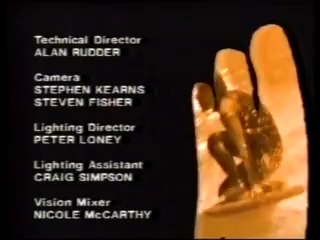 Technical Director
ALAN RUDDER
Camera
STEPHEN KEARNS
STEVEN FISHER
Lighting Director
PETER LONEY
Lighting Assistant
CRAIG SIMPSON
Vision Mixer
NICOLE McCARTHY